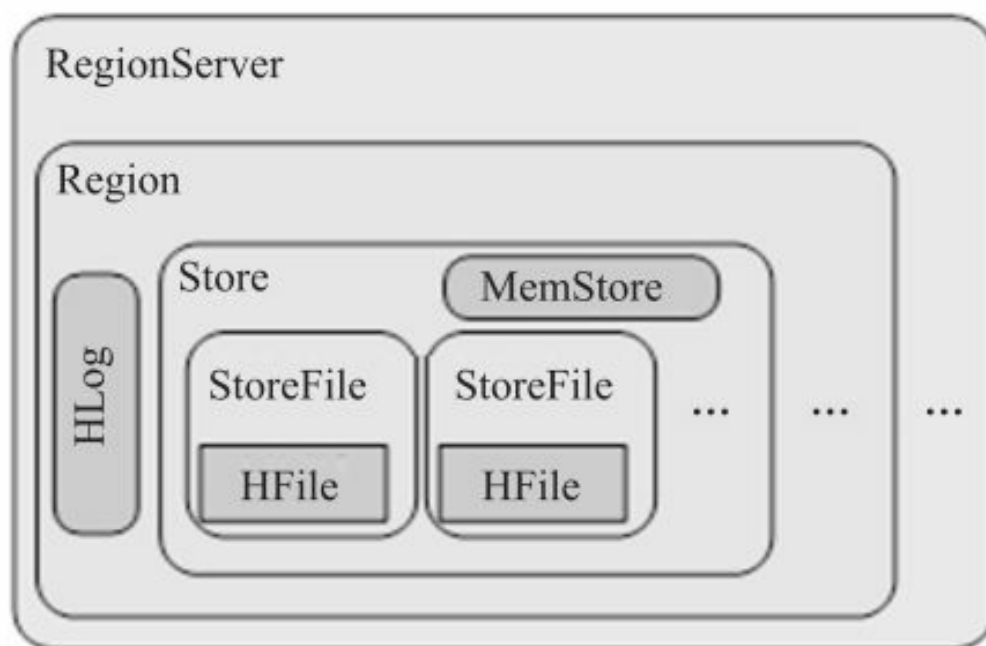 RegionServer
Region
Store
MemStore
HLog
StoreFile
StoreFile
...
...
...
HFile
HFile